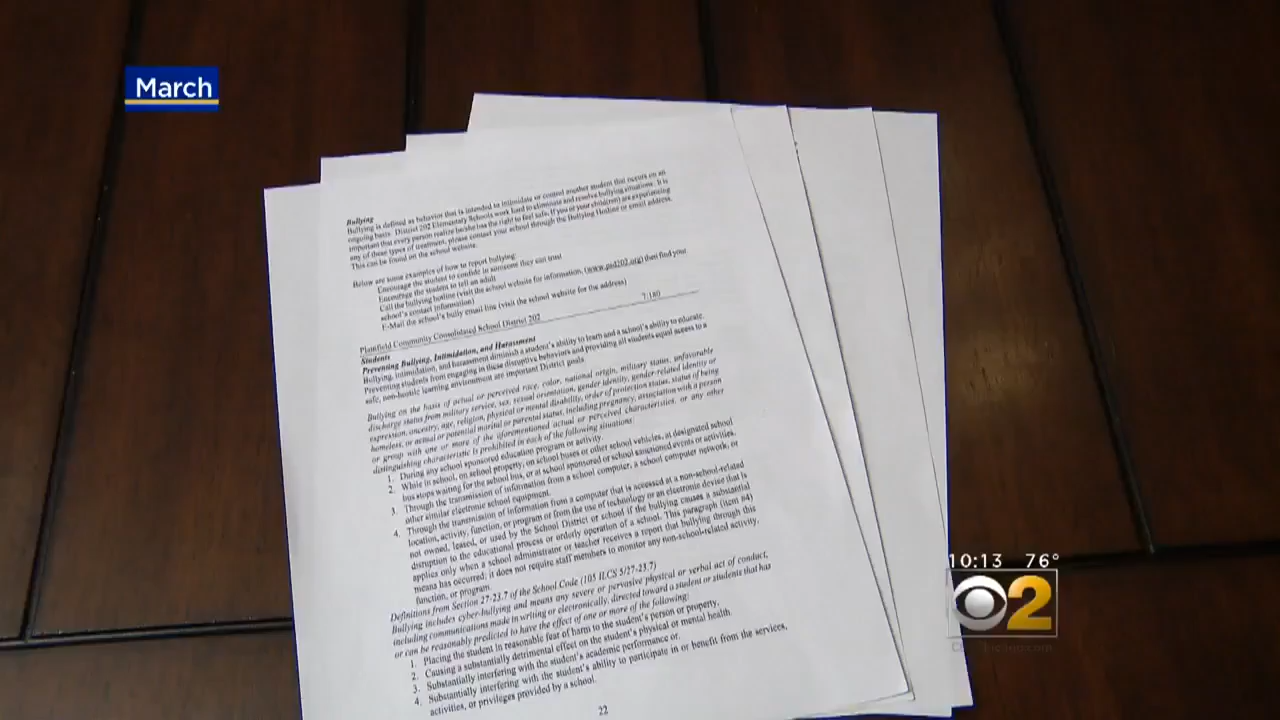 March
Bullying
Bullying is defined as behavior that is intended to intimidate or control another student that occurs on an
ongoing basis. District 202 Elementary Schools work hard to eliminate and resolve bullying situations. It is
important that every person realize he/she has the right to feel safe. If you or your child(ren) are experiencing
any of these types of treatment, please contact your school through the Bullying Hotline or email address.
This can be found on the school website.
Below are some examples of how to report bullying:
Encourage the student to confide in someone they can trust
Encourage the student to tell an adult
Call the bullying hotline (visit the school website for information, (www.psd202.org) then find your
school's contact information)
E-Mail the school's bully email line (visit the school website for the address)
Plainfield Community Consolidated School District 202
7:180
Students
Preventing Bullying, Intimidation, and Harassment
Bullying, intimidation, and harassment diminish a student's ability to learn and a school's ability to educate.
Preventing students from engaging in these disruptive behaviors and providing all students equal access to a
safe, non-hostile learning environment are important District goals.
Bullying on the basis of actual or perceived race, color, national origin, military status, unfavorable
discharge status from military service, sex, sexual orientation, gender identity, gender-related identity or
expression, ancestry, age, religion, physical or mental disability, order of protection status, status of being
homeless, or actual or potential marital or parental status, including pregnancy, association with a person
or group with one or more of the aforementioned actual or perceived characteristics, or any other
distinguishing characteristic is prohibited in each of the following situations:
1. During any school sponsored education program or activity.
2. While in school, on school property, on school buses or other school vehicles, at designated school
bus stops waiting for the school bus, or at school sponsored or school sanctioned events or activities.
3. Through the transmission of information from a school computer, a school computer network, or
other similar electronic school equipment.
4. Through the transmission of information from a computer that is accessed at a non-school-related
location, activity, function, or program or from the use of technology or an electronic device that is
not owned, leased, or used by the School District or school if the bullying causes a substantial
disruption to the educational process or orderly operation of a school. This paragraph (item #4)
applies only when a school administrator or teacher receives a report that bullying through this
means has occurred; it does not require staff members to monitor any non-school-related activity,
function, or program.
Definitions from Section 27-23.7 of the School Code (105 ILCS 5/27-23.7)
Bullying includes cyber-bullying and means any severe or pervasive physical or verbal act of conduct,
including communications made in writing or electronically, directed toward a student or students that has
or can be reasonably predicted to have the effect of one or more of the following:
1. Placing the student in reasonable fear of harm to the student's person or property,
2. Causing a substantially detrimental effect on the student's physical or mental health.
3. Substantially interfering with the student's academic performance or,
4. Substantially interfering with the student's ability to participate in or benefit from the services,
activities, or privileges provided by a school.
22
10:13 76°
2